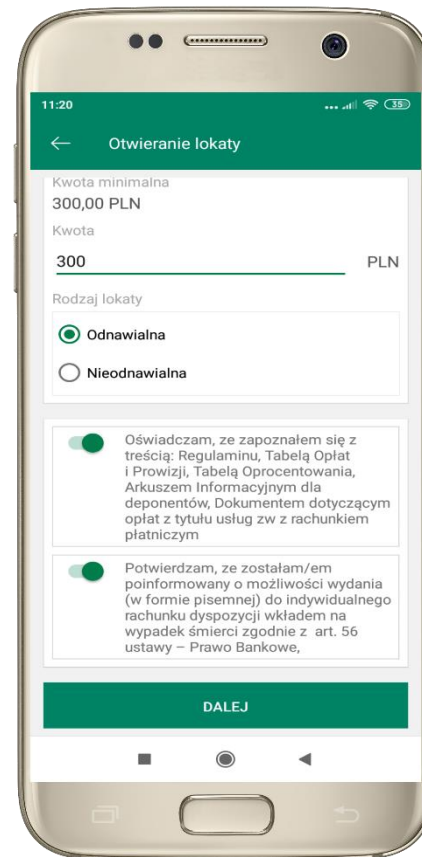 11:20
35
Otwieranie lokaty
Kwota minimalna
300,00 PLN
Kwota
300 PLN
Rodzaj lokaty
Odnawialna
Nieodnawialna
Oświadczam, ze zapoznałem się z
treścią: Regulaminu, Tabelą Opłat
i Prowizji, Tabelą Oprocentowania,
Arkuszem Informacyjnym dla
deponentów, Dokumentem dotyczącym
opłat z tytułu usług zw z rachunkiem
płatniczym
Potwierdzam, ze zostałam/em
poinformowany o możliwości wydania
(w formie pisemnej) do indywidualnego
rachunku dyspozycji wkładem na
wypadek śmierci zgodnie z art. 56
ustawy – Prawo Bankowe,
DALEJ